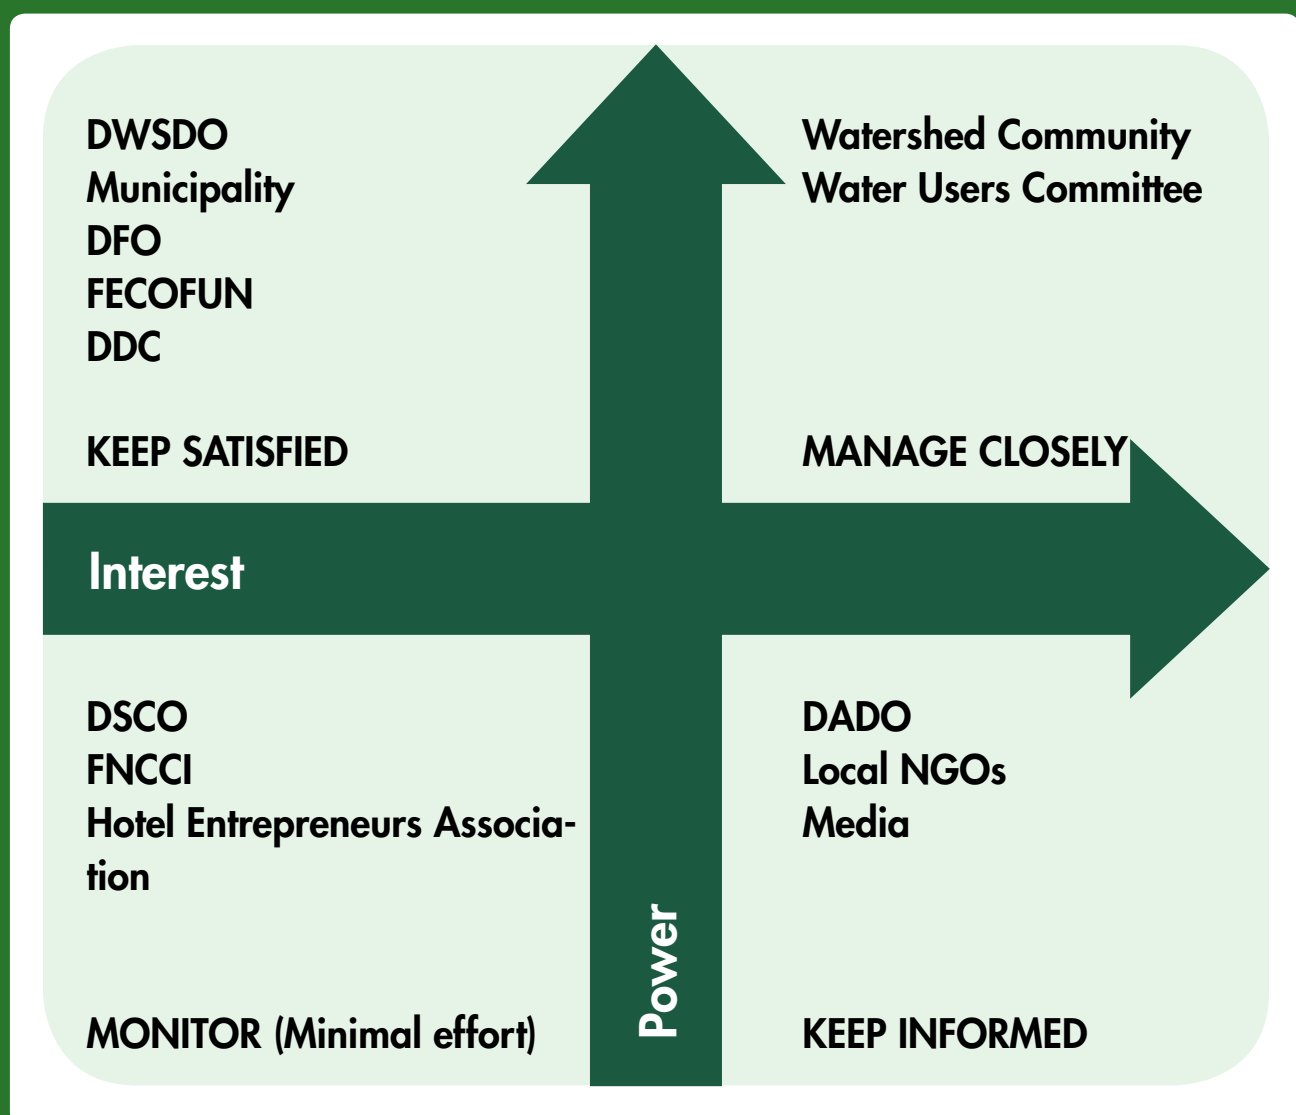 DWSDO
Municipality
DFO
FECOFUN
DDC
KEEP SATISFIED
Watershed Community
Water Users Committee
MANAGE CLOSELY
Interest
DSCO
FNCCI
Hotel Entrepreneurs Associa-
tion
MONITOR (Minimal effort)
Power
DADO
Local NGOs
Media
KEEP INFORMED